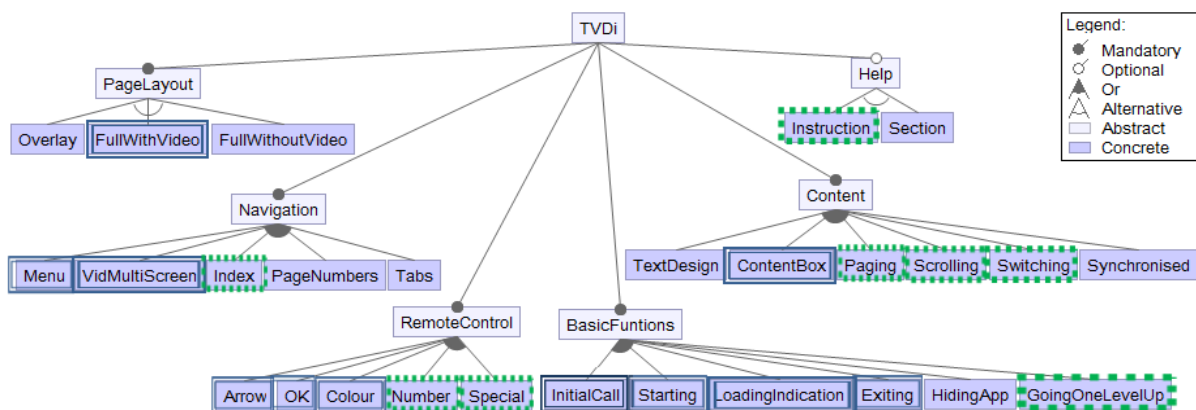 TVDi
Legend:
Mandatory
Optional
Or
Alternative
Abstract
Concrete
PageLayout
Help
Overlay FullWithVideo FullWithoutVideo
Instruction Section
Navigation
Content
Menu VidMultiScreen Index PageNumbers Tabs
TextDesign ContentBox Paging Scrolling Switching Synchronised
RemoteControl
BasicFuntions
Arrow OK Colour Number Special
InitialCall Starting LoadingIndication Exiting HidingApp GoingOneLevelUp